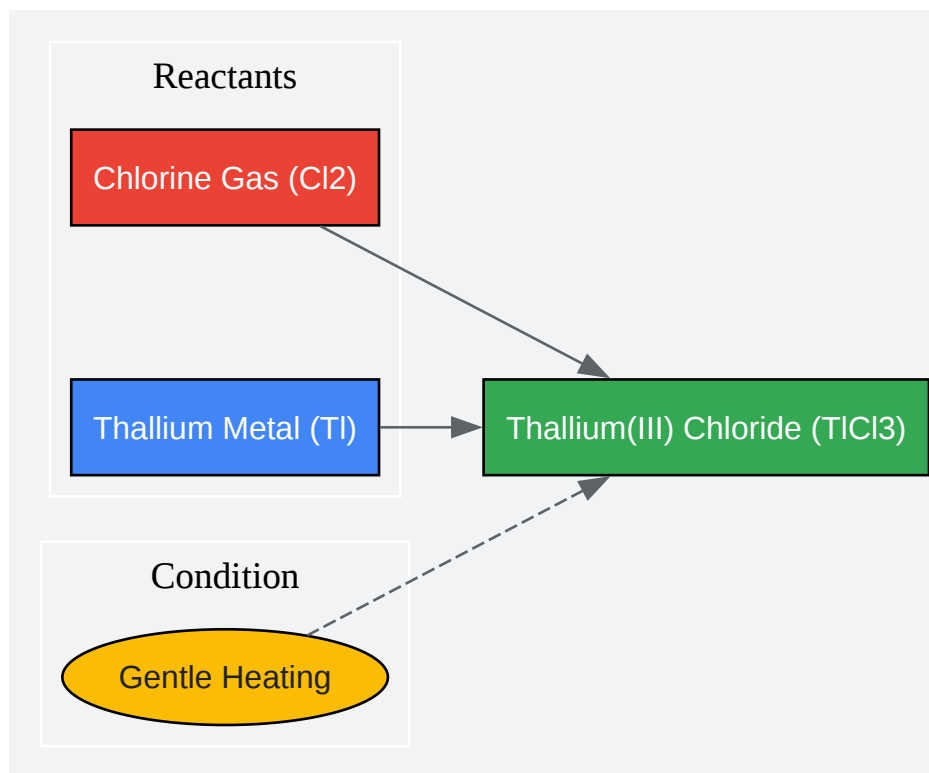 Reactants
Chlorine Gas (Cl2)
Thallium Metal (Tl)
Thallium(III) Chloride (TlCl3)
Condition
Gentle Heating